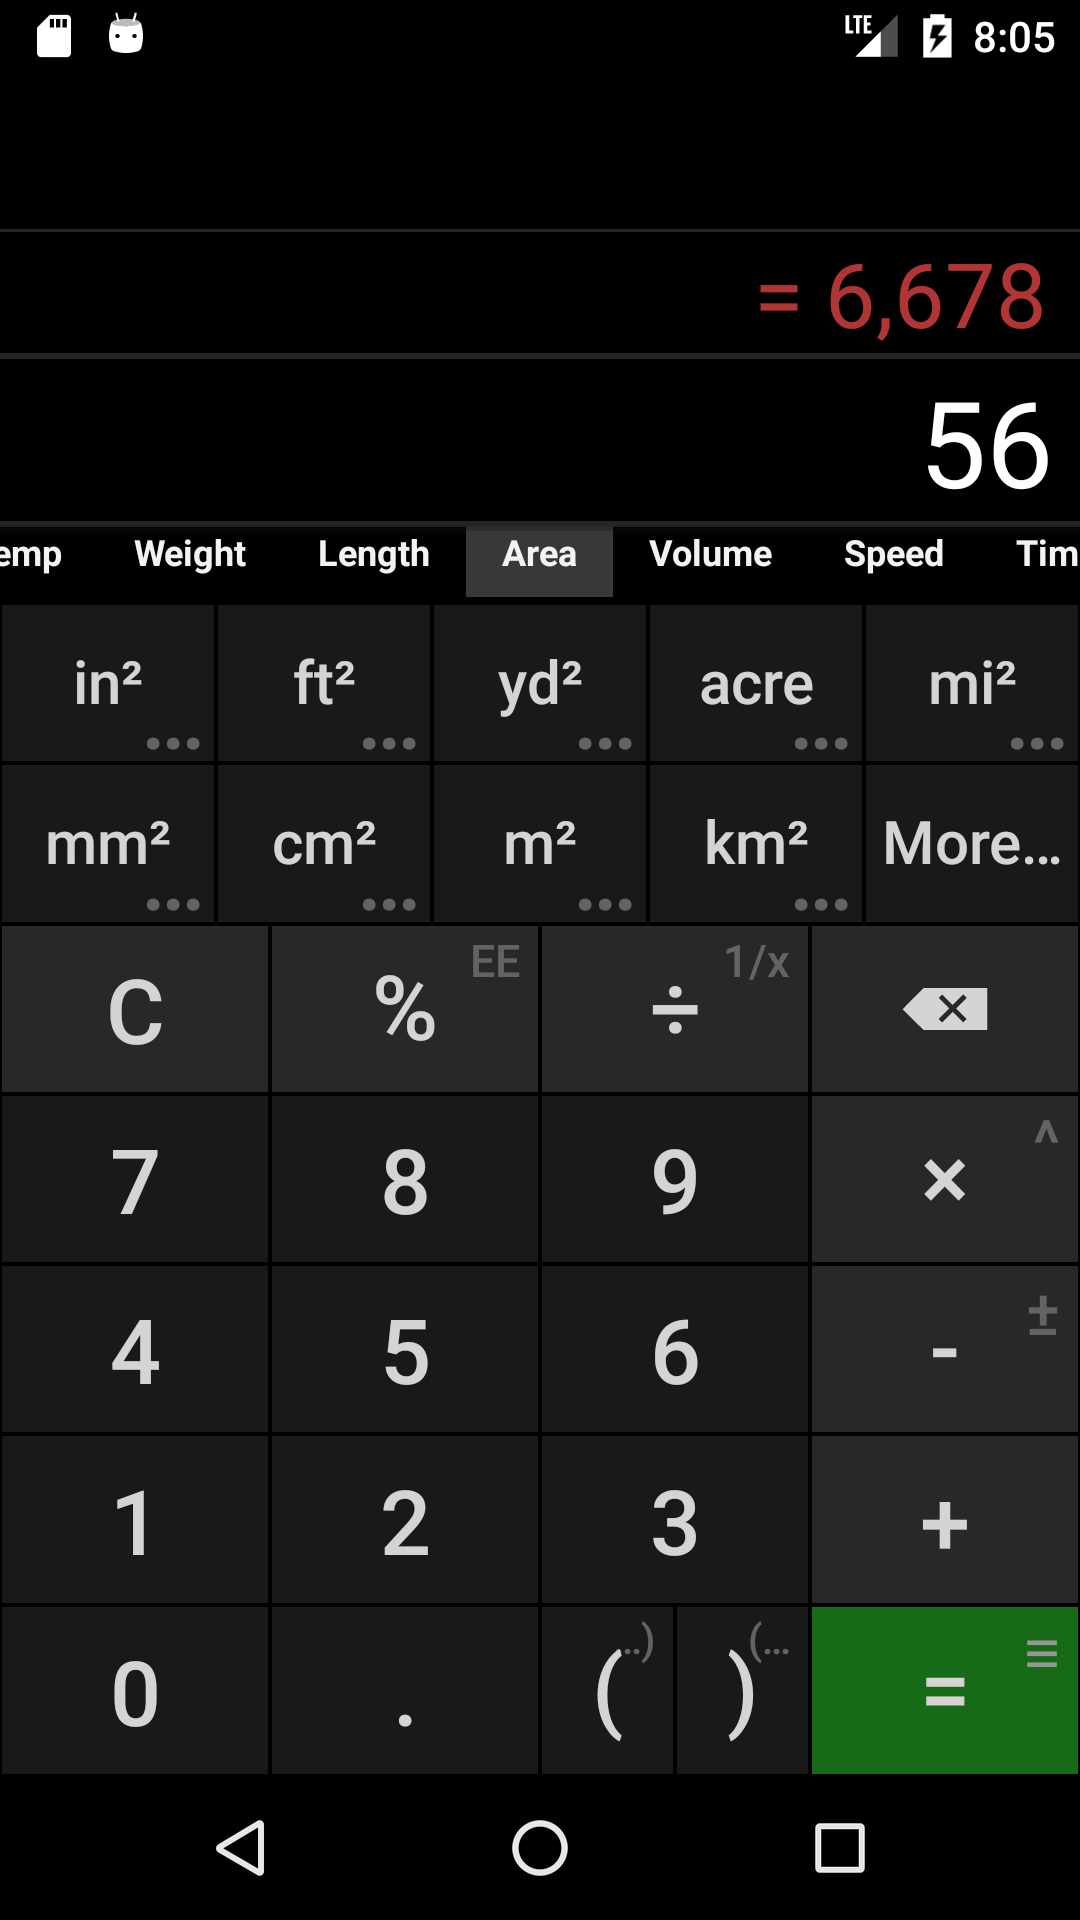 LTE 8:05
= 6,678
56
emp Weight Length Area Volume Speed Tim
in² ft² yd² acre mi²
mm² cm² m² km² More...
C % EE ÷ 1/x
7 8 9 × ^
4 5 6 - ±
1 2 3 +
0 . ( ..) ) (... =